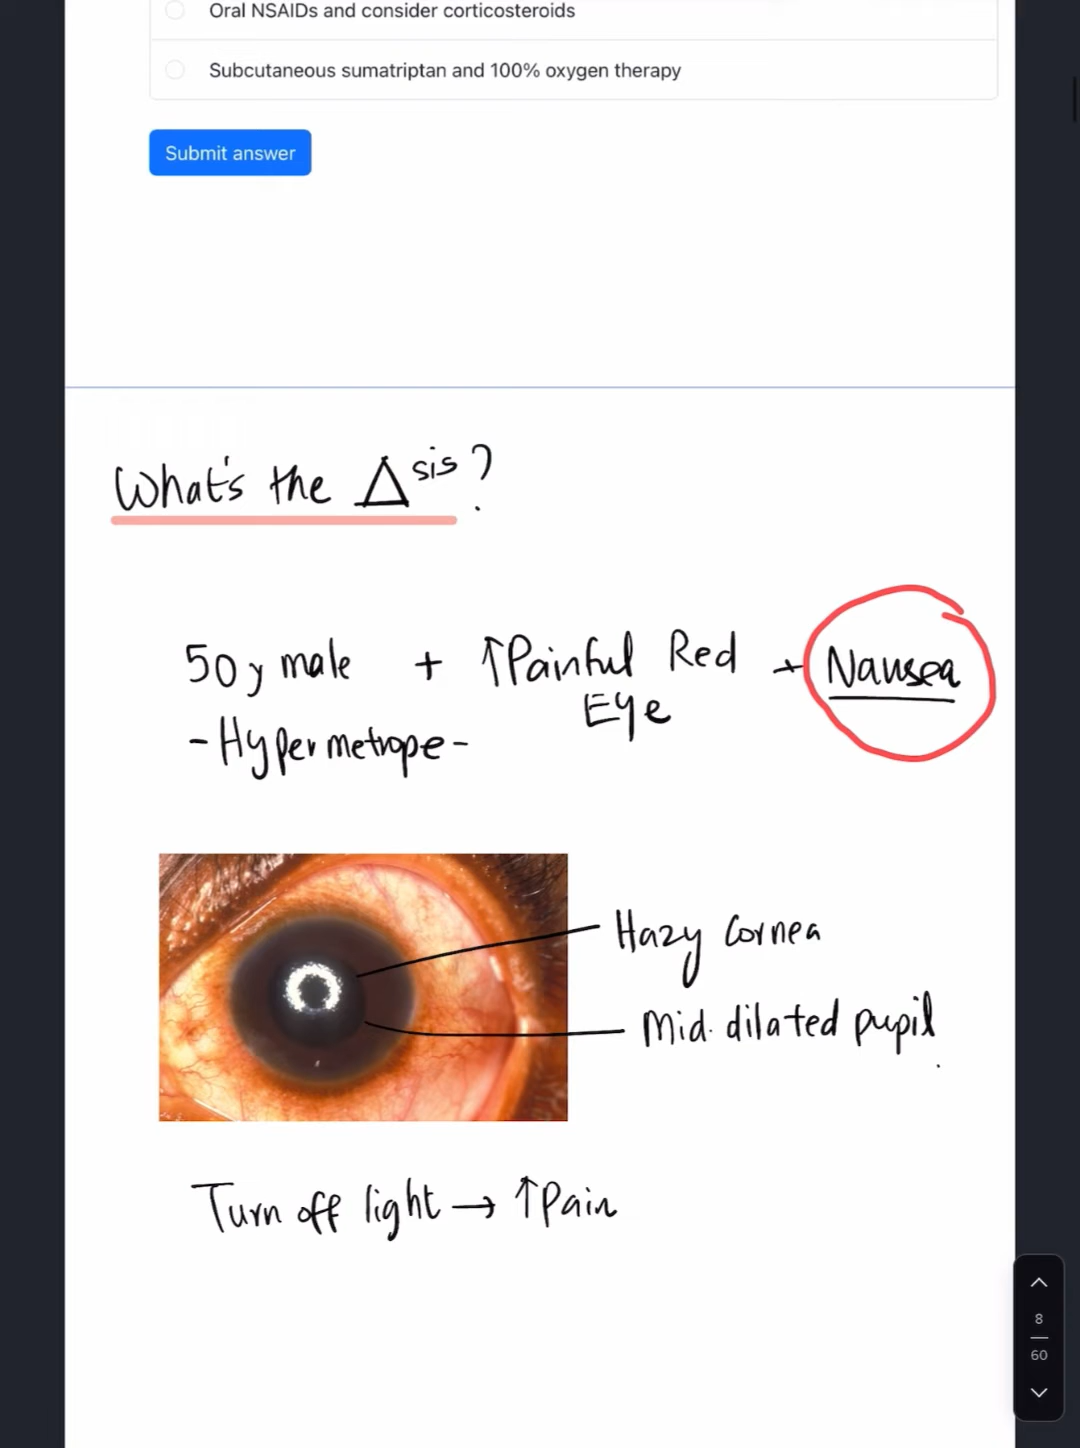 Oral NSAIDs and consider corticosteroids
Subcutaneous sumatriptan and 100% oxygen therapy
Submit answer
What's the Δsis?
50y male + ↑Painful Red + Nausea
Eye
-Hypermetrope-
Hazy Cornea
Mid. dilated pupil
Turn off light → ↑Pain
8
60